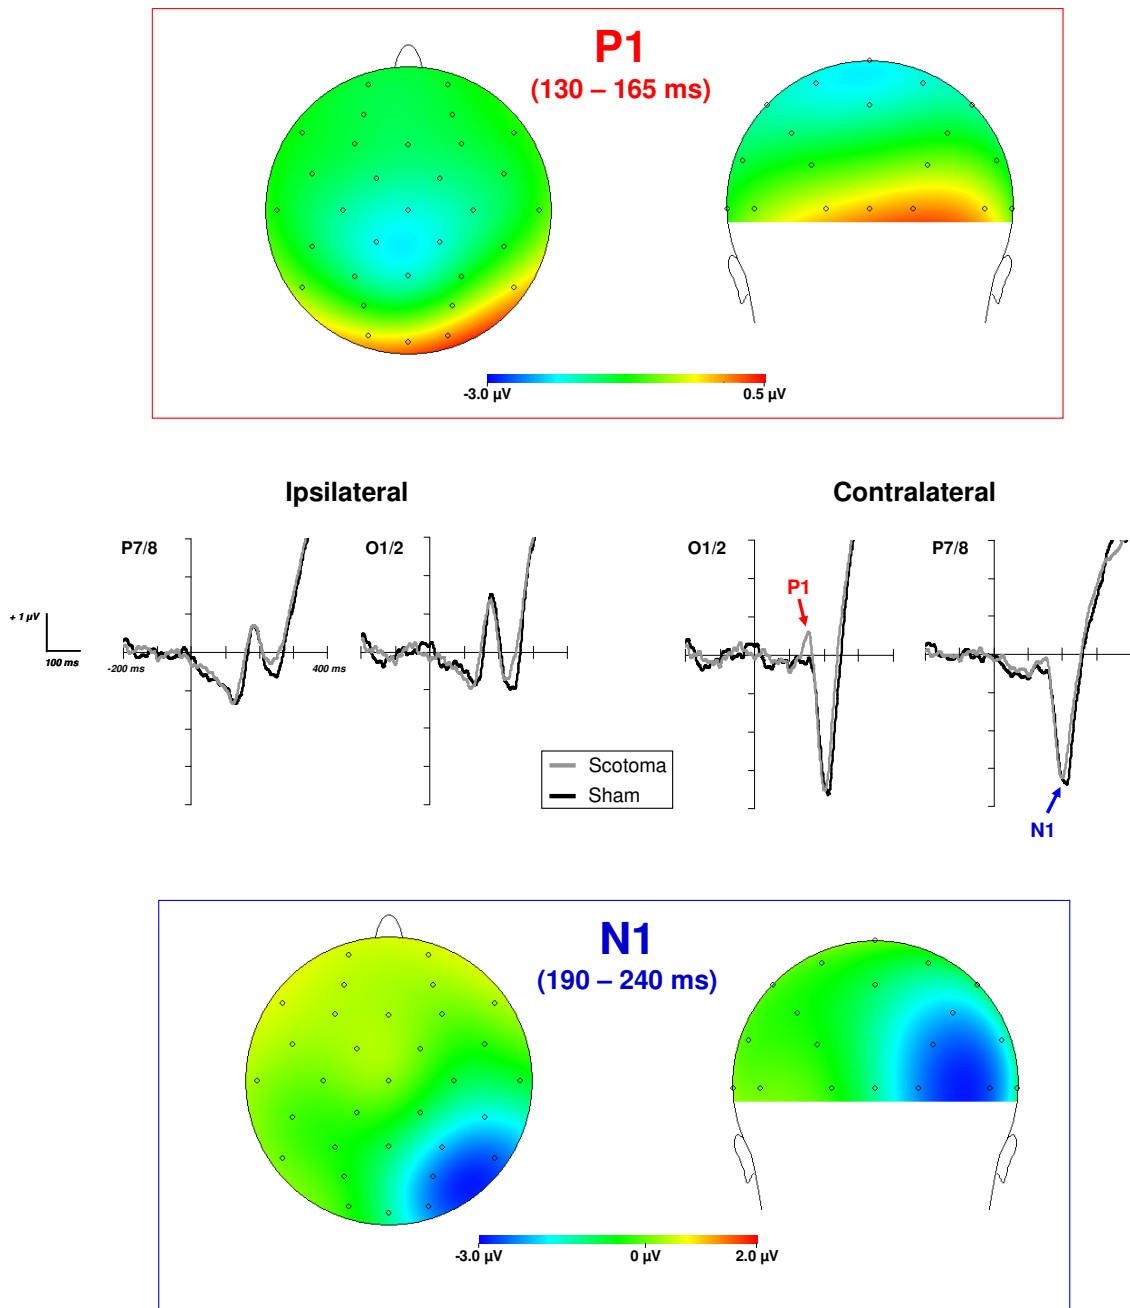 P1
(130 – 165 ms)
-3.0 µV
0.5 µV
Ipsilateral
Contralateral
P7/8
O1/2
O1/2
P7/8
P1
+ 1 µV
100 ms
-200 ms
400 ms
Scotoma
Sham
N1
N1
(190 – 240 ms)
-3.0 µV
0 µV
2.0 µV